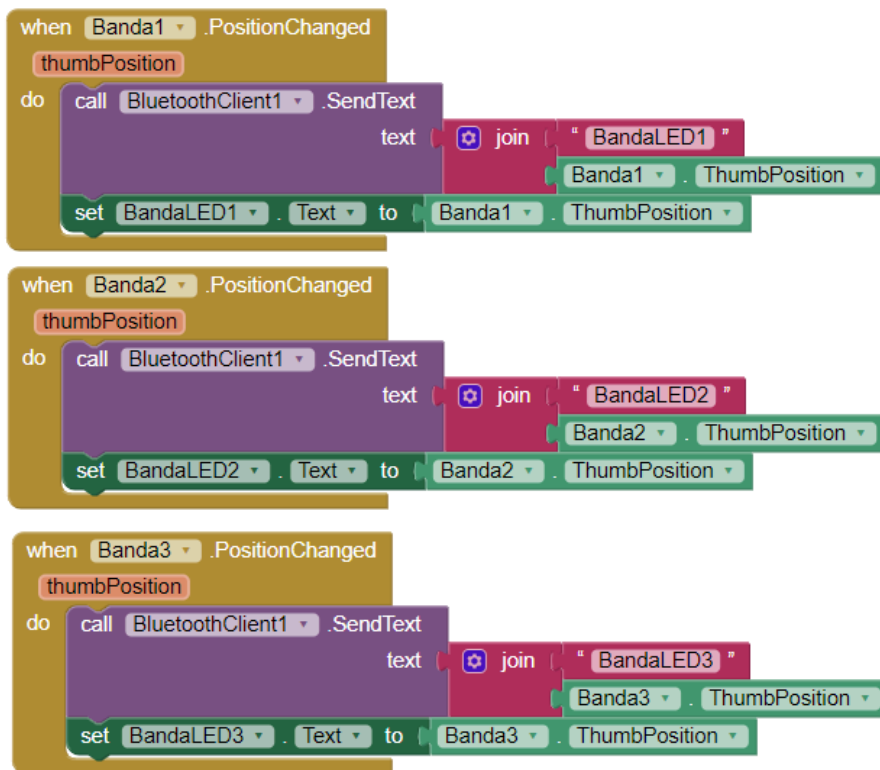 when Banda1 .PositionChanged
thumbPosition
do call BluetoothClient1 .SendText
text join “ BandaLED1 ”
Banda1 . ThumbPosition
set BandaLED1 . Text to Banda1 . ThumbPosition
when Banda2 .PositionChanged
thumbPosition
do call BluetoothClient1 .SendText
text join “ BandaLED2 ”
Banda2 . ThumbPosition
set BandaLED2 . Text to Banda2 . ThumbPosition
when Banda3 .PositionChanged
thumbPosition
do call BluetoothClient1 .SendText
text join “ BandaLED3 ”
Banda3 . ThumbPosition
set BandaLED3 . Text to Banda3 . ThumbPosition